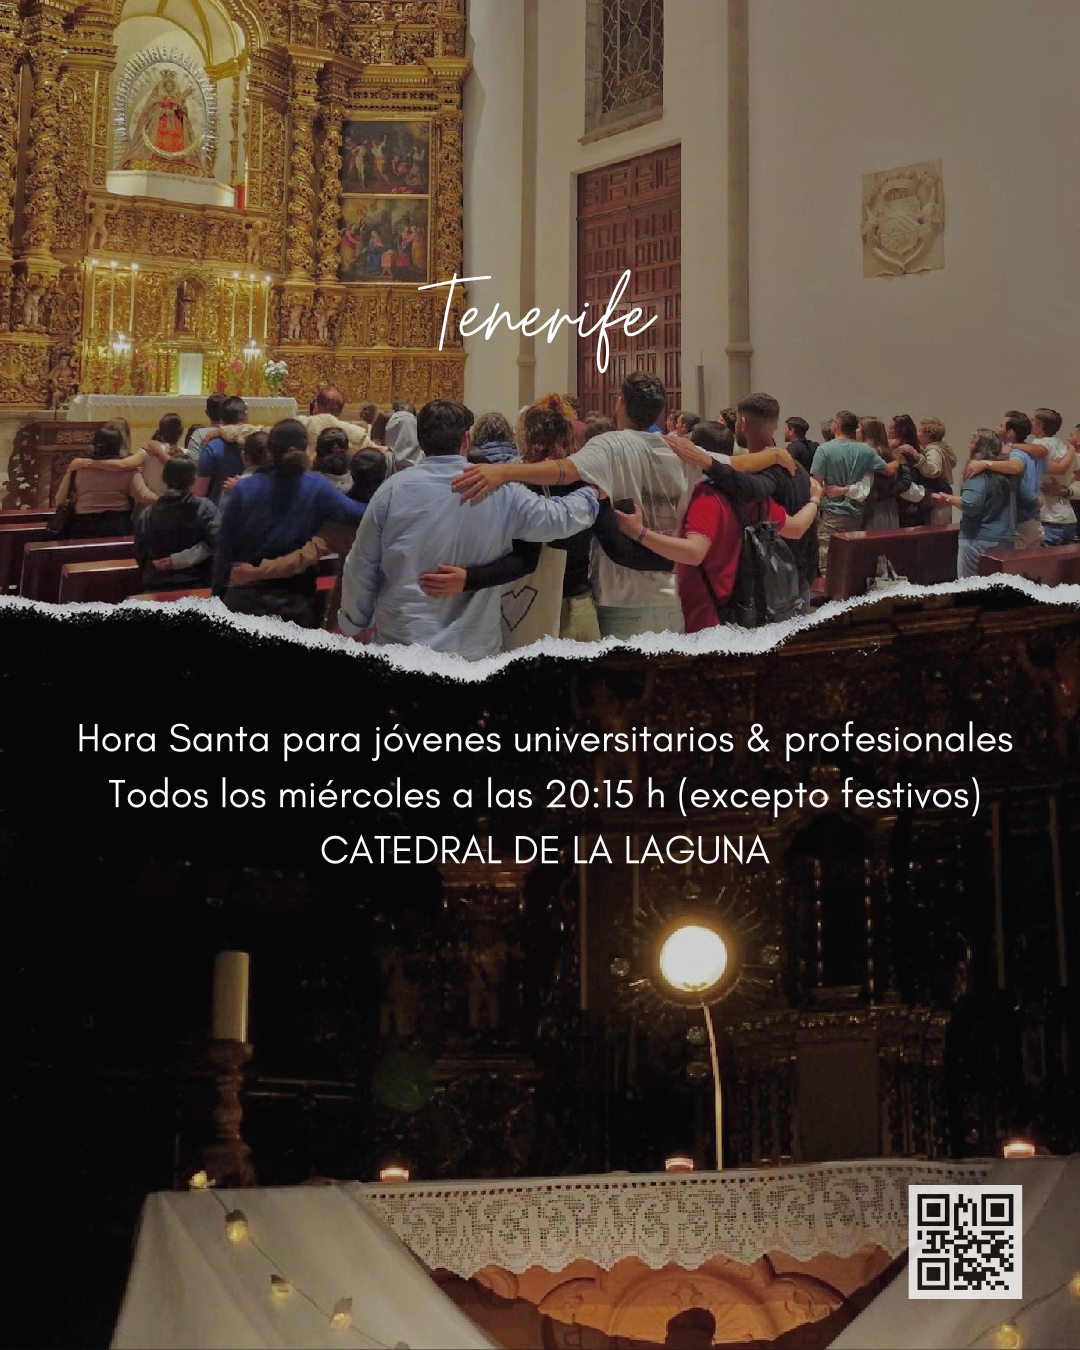 Tenerife
Hora Santa para jóvenes universitarios & profesionales
Todos los miércoles a las 20:15 h (excepto festivos)
CATEDRAL DE LA LAGUNA